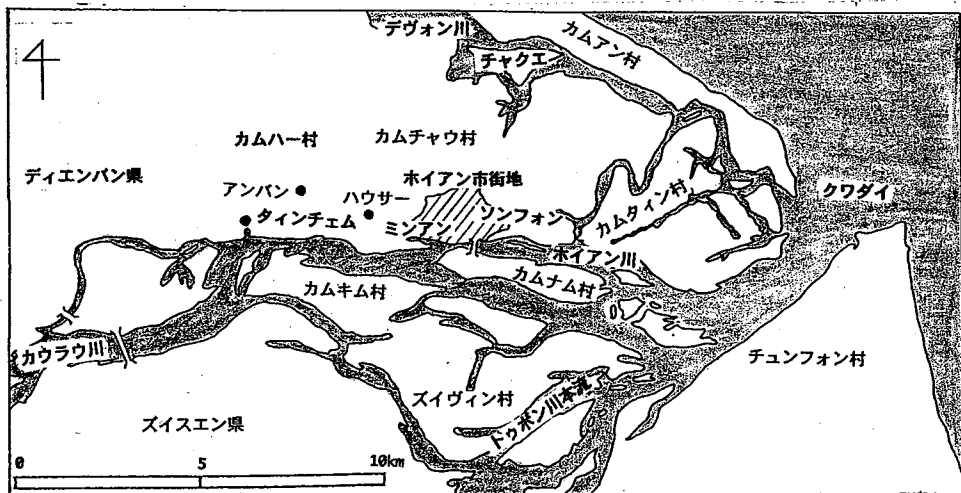 デヴォン川
カムアン村
チャクエ
カムハー村
カムチャウ村
ディエンバン県
ホイアン市街地
クワダイ
アンバン
ハウサー
カムタイン村
タインチェム
ミンアン
ソンフォン
ホイアン川
カムキム村
カムナム村
カウラウ川
チュンフォン村
ズイヴィン村
トゥボン川本流
ズイスエン県
0 5 10km